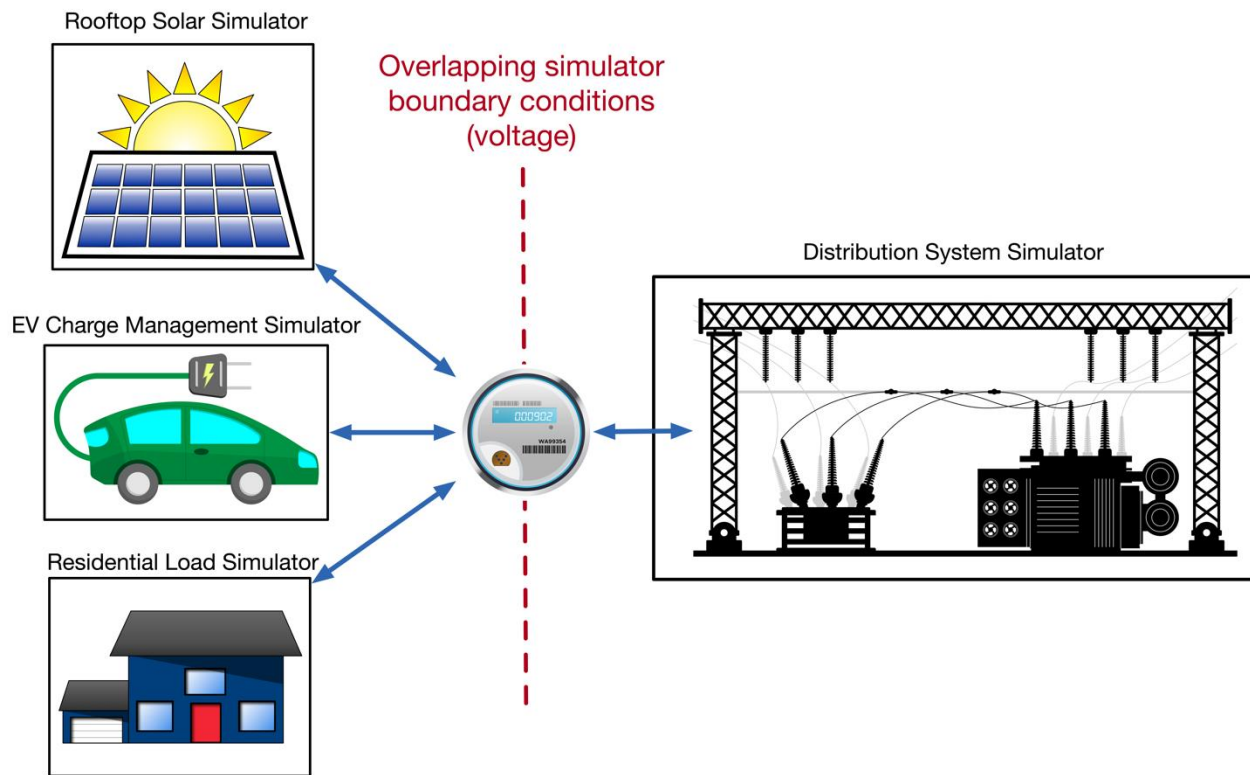 Rooftop Solar Simulator
Overlapping simulator
boundary conditions
(voltage)
Distribution System Simulator
EV Charge Management Simulator
000902
WA99354
Residential Load Simulator